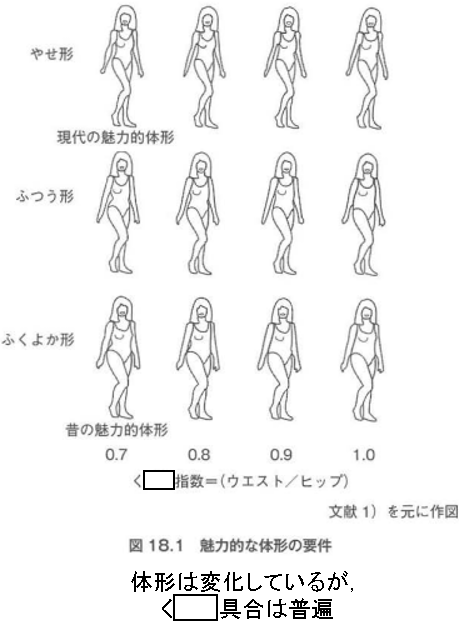 やせ形
現代の魅力的体形
ふつう形
ふくよか形
昔の魅力的体形
0.7 0.8 0.9 1.0
く 指数=(ウエスト/ヒップ)
文献1)を元に作図
図 18.1 魅力的な体形の要件
体形は変化しているが,
く 具合は普遍